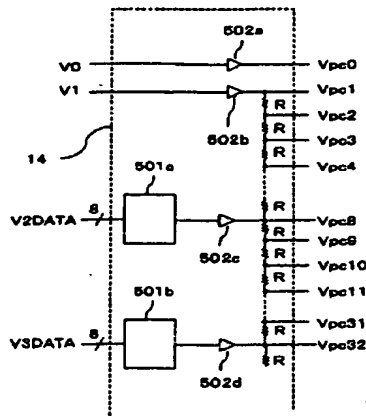 502a
V0 Vpc0
V1 Vpc1
R
Vpc2
502b R
Vpc3
R
14 Vpc4
501a
8
V2DATA Vpc8
R
Vpc9
502c R
Vpc10
R
501b Vpc11
Vpc31
8 R
V3DATA Vpc32
R
502d